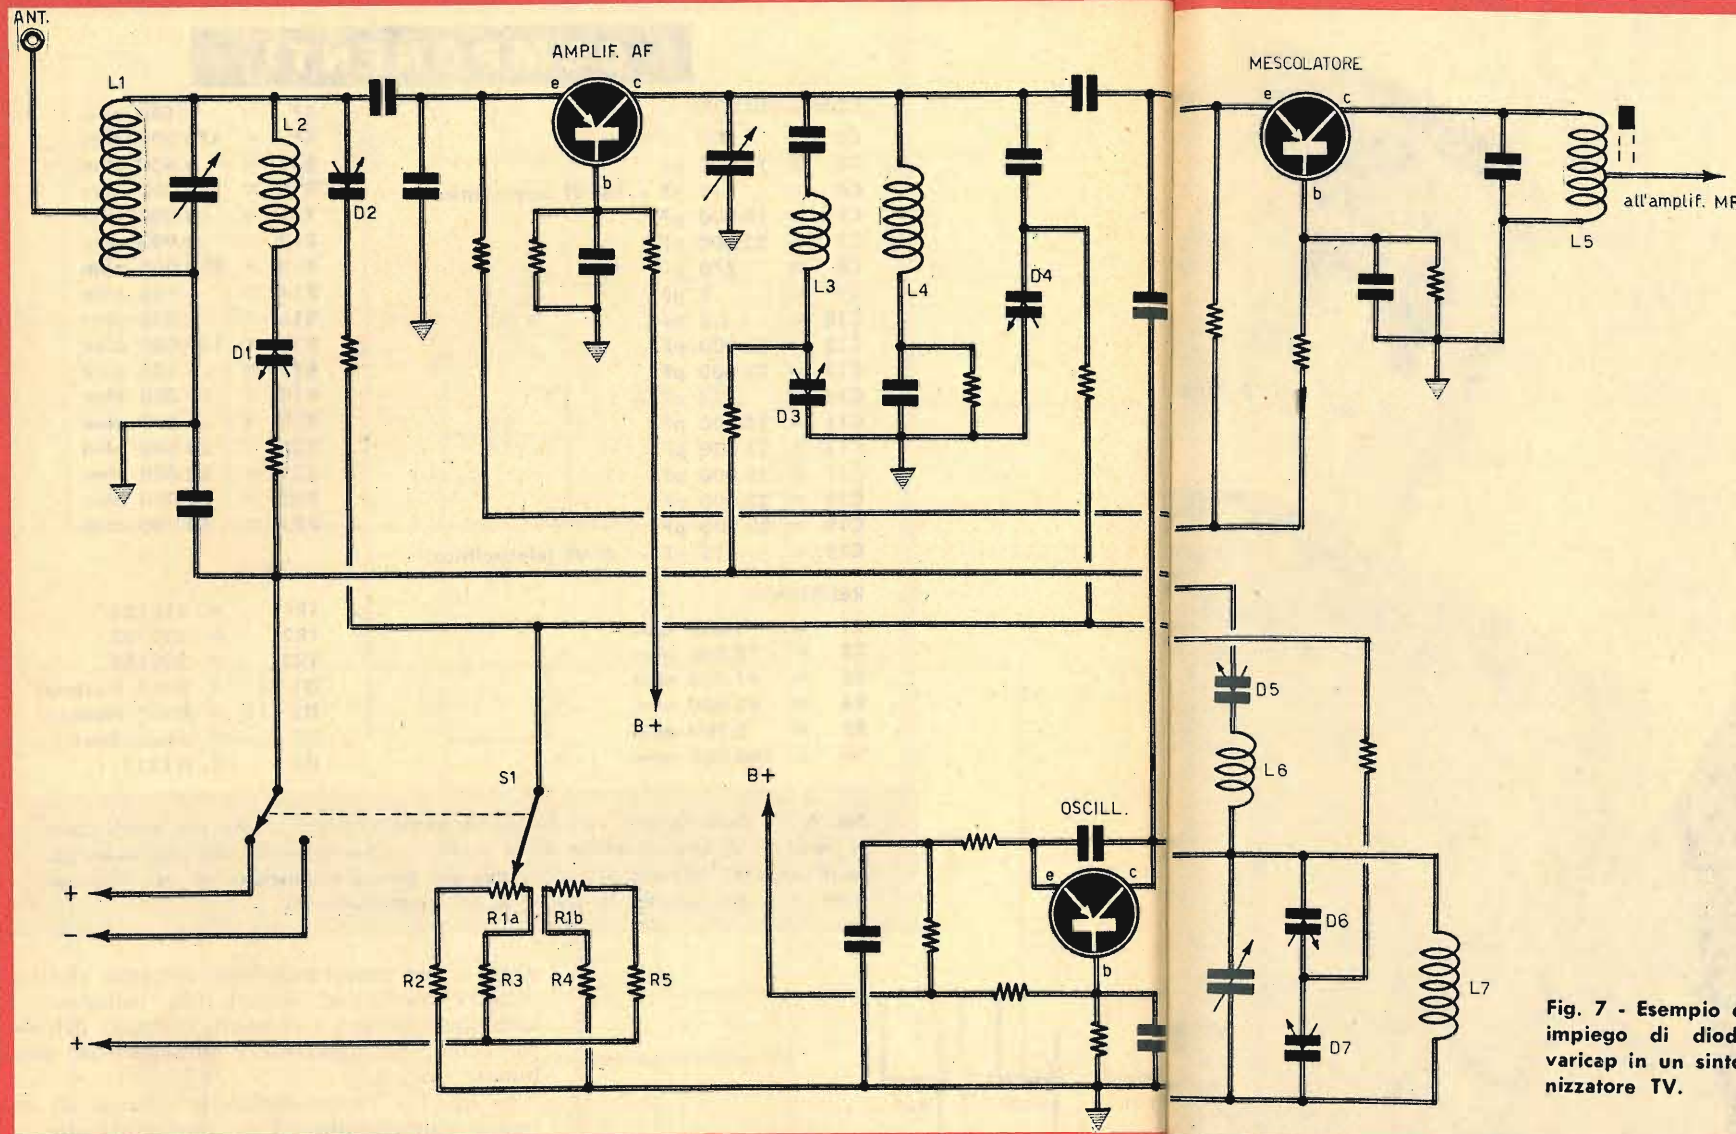 ANT.
L1
L2
D2
D1
AMPLIF. AF
e
c
b
L3
L4
D4
D3
MESCOLATORE
e
c
b
L5
all'amplif. MF
B+
S1
+
-
R1a
R1b
R2
R3
R4
R5
+
B+
OSCILL.
e
c
b
D5
L6
D6
D7
L7
Fig. 7 - Esempio
impiego di diod
varicap in un sinto
nizzatore TV.